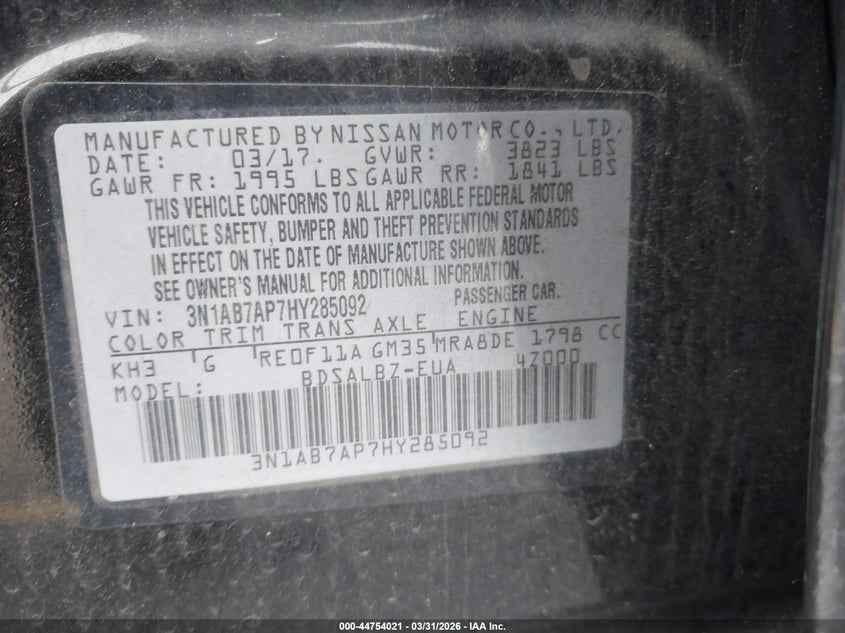 MANUFACTURED BY NISSAN MOTOR CO., LTD.
DATE: 03/17. GVWR: 3823 LBS
GAWR FR: 1995 LBS GAWR RR: 1841 LBS
THIS VEHICLE CONFORMS TO ALL APPLICABLE FEDERAL MOTOR
VEHICLE SAFETY, BUMPER AND THEFT PREVENTION STANDARDS
IN EFFECT ON THE DATE OF MANUFACTURE SHOWN ABOVE.
SEE OWNER'S MANUAL FOR ADDITIONAL INFORMATION.
VIN: 3N1AB7AP7HY285092 PASSENGER CAR.
COLOR TRIM TRANS AXLE ENGINE
KH3 G RE0F11A GM35 MRA8DE 1798 CC
MODEL: BDSALBZ-EUA 4Z000
3N1AB7AP7HY285092
000-44754021 | 03/31/2026 - IAA Inc.